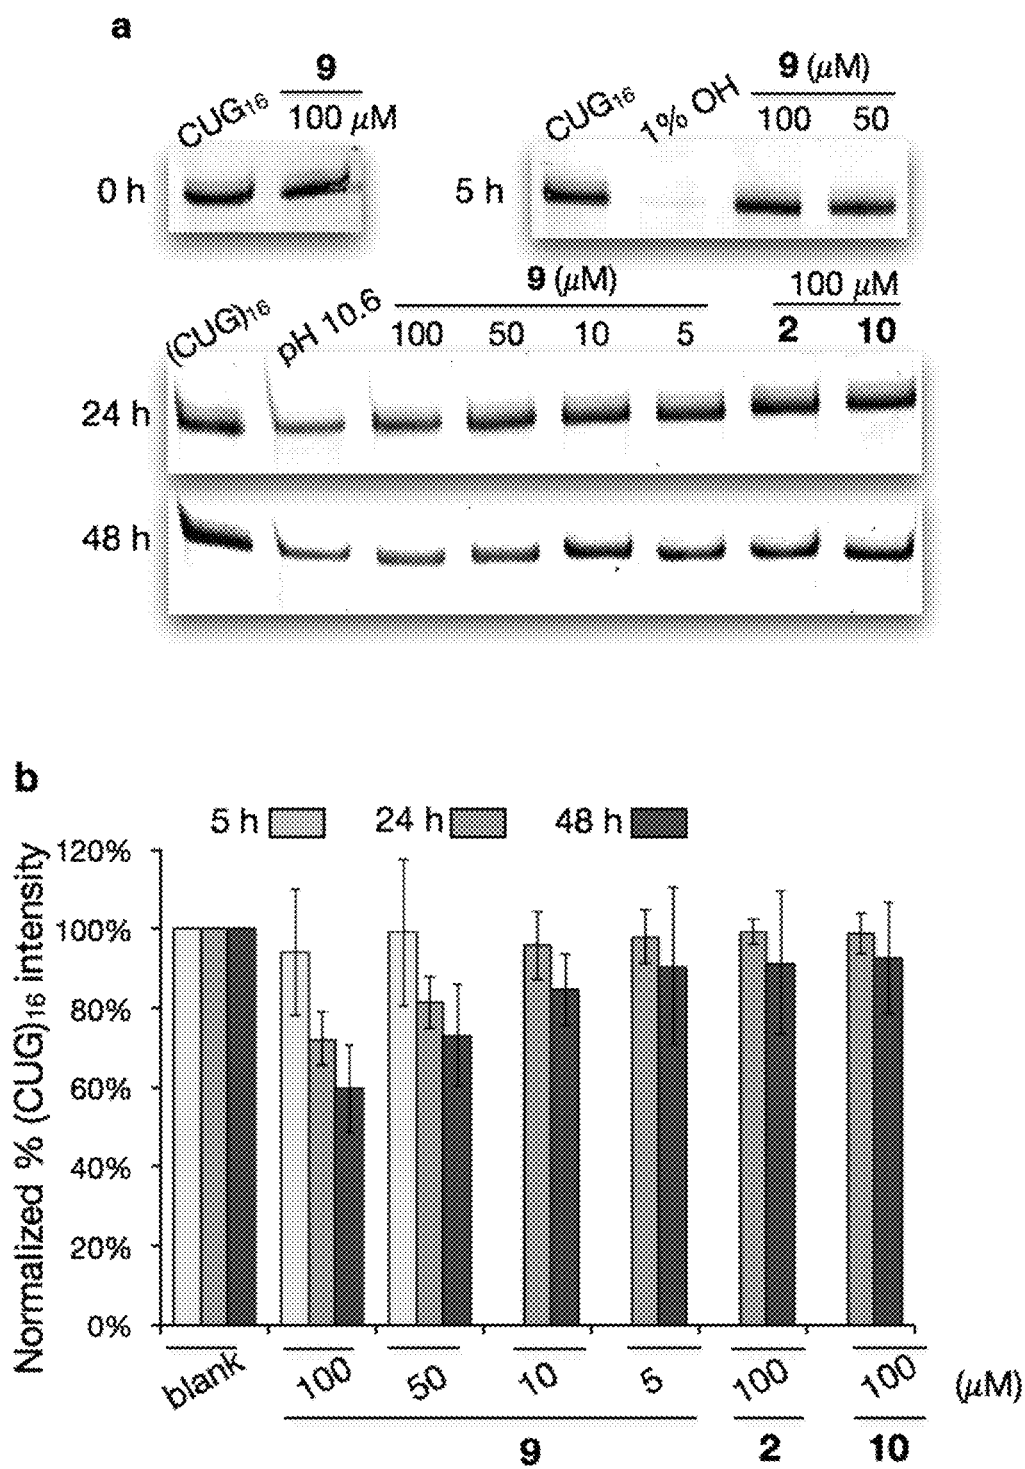 a
9
CUG16 100 μM
0 h
9 (μM)
CUG16 1% OH 100 50
5 h
9 (μM) 100 μM
(CUG)16 pH 10.6 100 50 10 5 2 10
24 h
48 h
b
5 h 24 h 48 h
Normalized % (CUG)16 intensity
120%
100%
80%
60%
40%
20%
0%
blank 100 50 10 5 100 100 (μM)
9 2 10